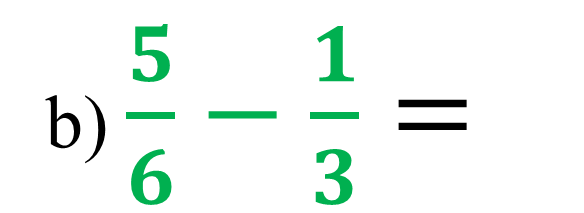 b) 5/6 − 1/3 =